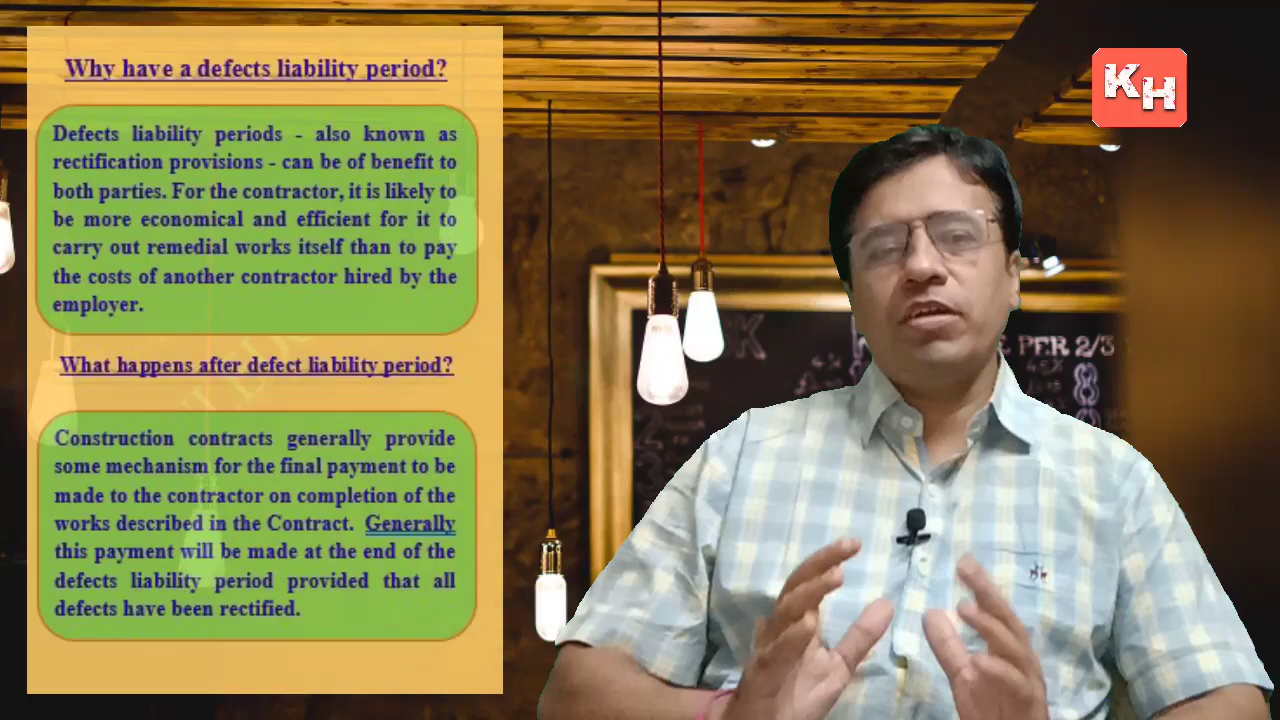 Why have a defects liability period?
Defects liability periods - also known as
rectification provisions - can be of benefit to
both parties. For the contractor, it is likely to
be more economical and efficient for it to
carry out remedial works itself than to pay
the costs of another contractor hired by the
employer.
What happens after defect liability period?
Construction contracts generally provide
some mechanism for the final payment to be
made to the contractor on completion of the
works described in the Contract. Generally
this payment will be made at the end of the
defects liability period provided that all
defects have been rectified.
KH
PER 2/3